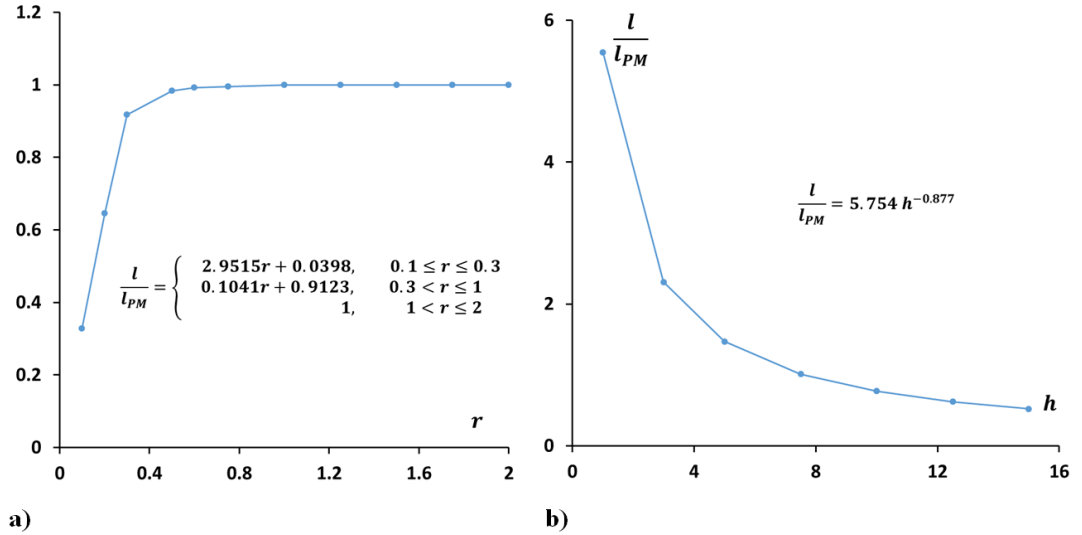 1.2
1
0.8
0.6
0.4
0.2
0
0 0.4 0.8 1.2 1.6 2
r
l/l_PM = { 2.9515r + 0.0398, 0.1 ≤ r ≤ 0.3
0.1041r + 0.9123, 0.3 < r ≤ 1
1, 1 < r ≤ 2
a)
l/l_PM
6
4
2
0
0 4 8 12 16
h
l/l_PM = 5.754 h^−0.877
b)